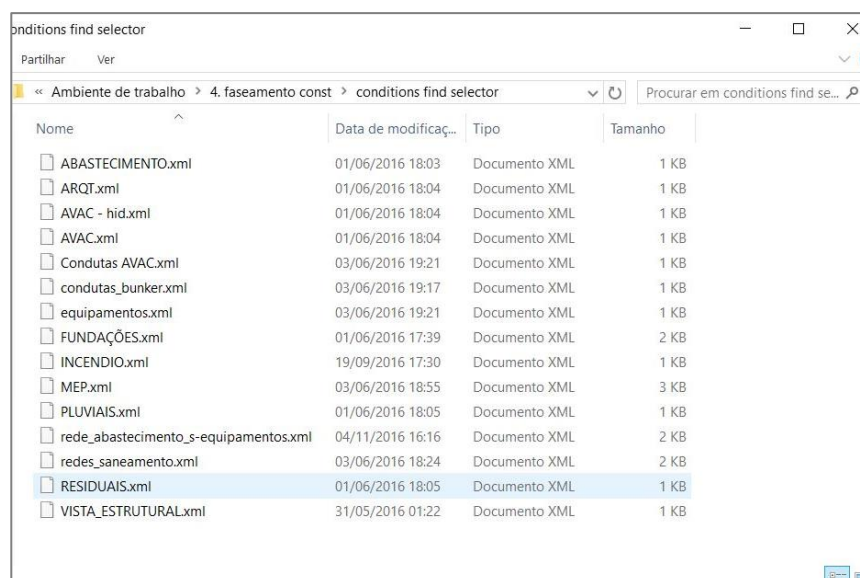 onditions find selector
Partilhar Ver
« Ambiente de trabalho > 4. faseamento const > conditions find selector Procurar em conditions find se...
Nome Data de modificaç... Tipo Tamanho
ABASTECIMENTO.xml 01/06/2016 18:03 Documento XML 1 KB
ARQT.xml 01/06/2016 18:04 Documento XML 1 KB
AVAC - hid.xml 01/06/2016 18:04 Documento XML 1 KB
AVAC.xml 01/06/2016 18:04 Documento XML 1 KB
Condutas AVAC.xml 03/06/2016 19:21 Documento XML 1 KB
condutas_bunker.xml 03/06/2016 19:17 Documento XML 1 KB
equipamentos.xml 03/06/2016 19:21 Documento XML 1 KB
FUNDAÇÕES.xml 01/06/2016 17:39 Documento XML 2 KB
INCENDIO.xml 19/09/2016 17:30 Documento XML 1 KB
MEP.xml 03/06/2016 18:55 Documento XML 3 KB
PLUVIAIS.xml 01/06/2016 18:05 Documento XML 1 KB
rede_abastecimento_s-equipamentos.xml 04/11/2016 16:16 Documento XML 2 KB
redes_saneamento.xml 03/06/2016 18:24 Documento XML 2 KB
RESIDUAIS.xml 01/06/2016 18:05 Documento XML 1 KB
VISTA_ESTRUTURAL.xml 31/05/2016 01:22 Documento XML 1 KB